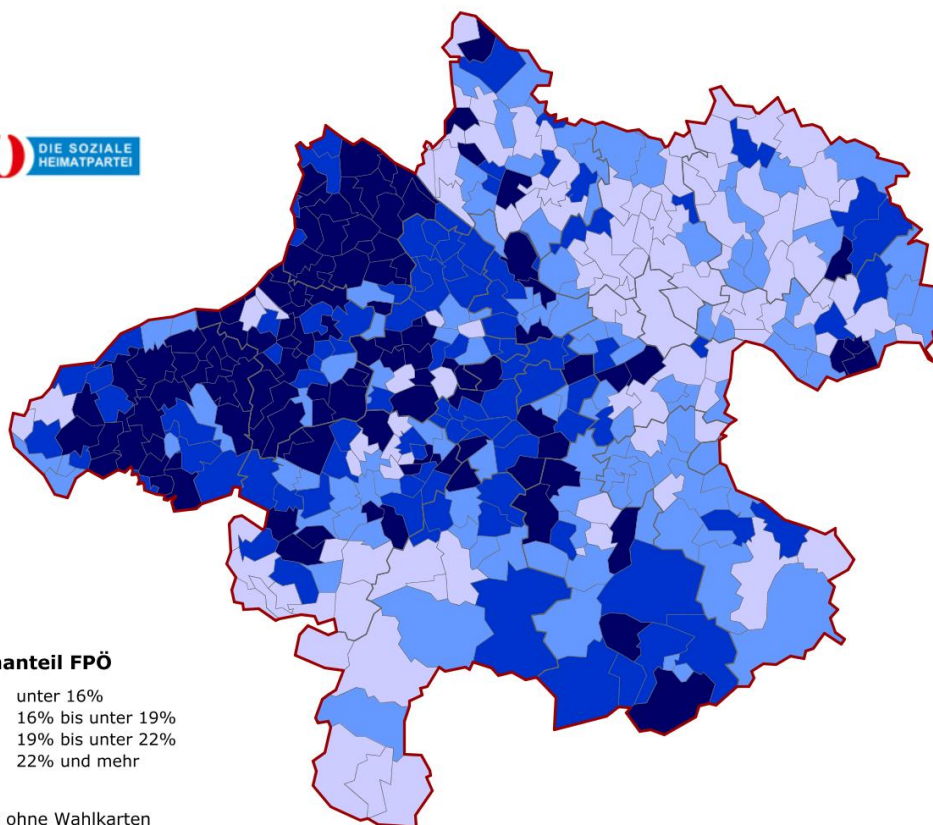 DIE SOZIALE
HEIMATPARTEI
anteil FPÖ
unter 16%
16% bis unter 19%
19% bis unter 22%
22% und mehr
ohne Wahlkarten